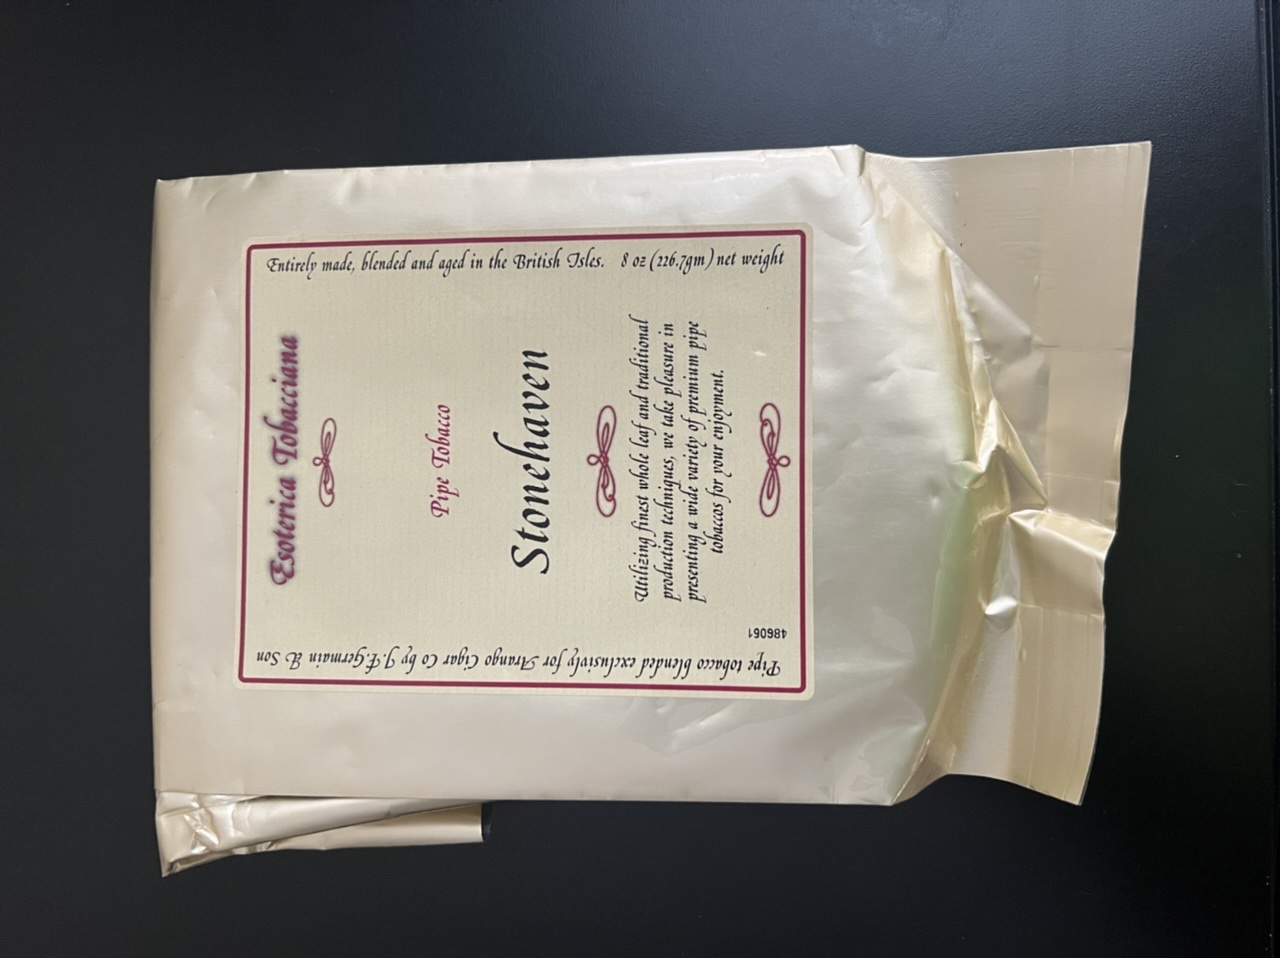 Esoterica Tobacciana
Pipe Tobacco
Stonehaven
Utilizing finest whole leaf and traditional
production techniques, we take pleasure in
presenting a wide variety of premium pipe
tobaccos for your enjoyment.
Entirely made, blended and aged in the British Isles. 8 oz (226.7gm) net weight
Pipe tobacco blended exclusively for Arango Cigar Co by J.F.Germain & Son
486061